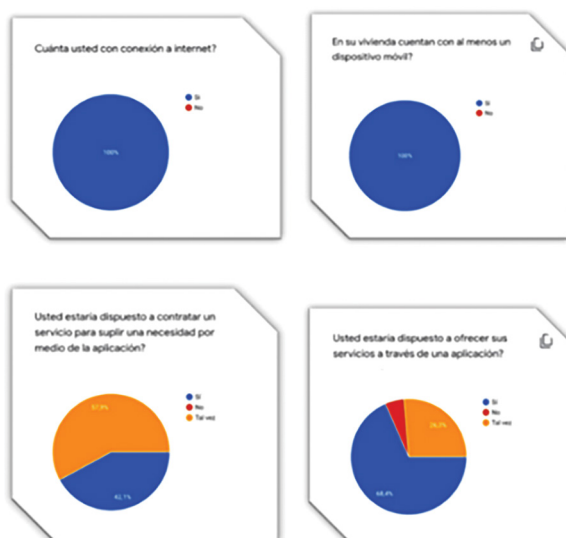 Cuánta usted con conexión a internet?
Si
No
100%
En su vivienda cuentan con al menos un
dispositivo móvil?
Si
No
100%
Usted estaria dispuesto a contratar un
servicio para suplir una necesidad por
medio de la aplicación?
Si
No
Tal vez
57,9%
42,1%
Usted estaria dispuesto a ofrecer sus
servicios a través de una aplicación?
Si
No
Tal vez
26,3%
68,4%